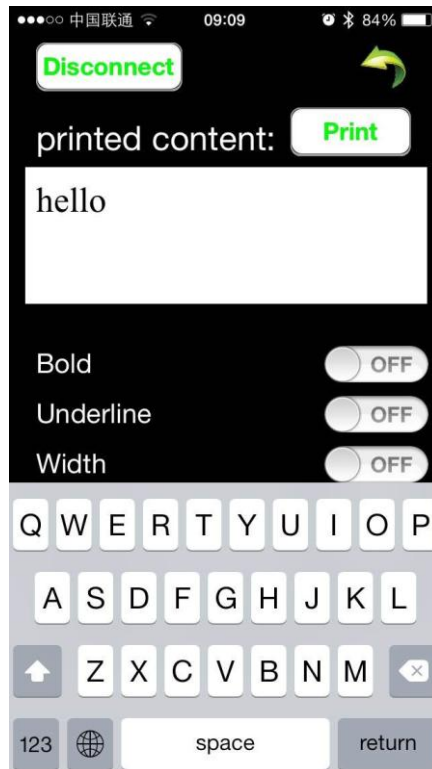 中国联通 09:09 84%
Disconnect
printed content: Print
hello
Bold OFF
Underline OFF
Width OFF
Q W E R T Y U I O P
A S D F G H J K L
Z X C V B N M
123 space return